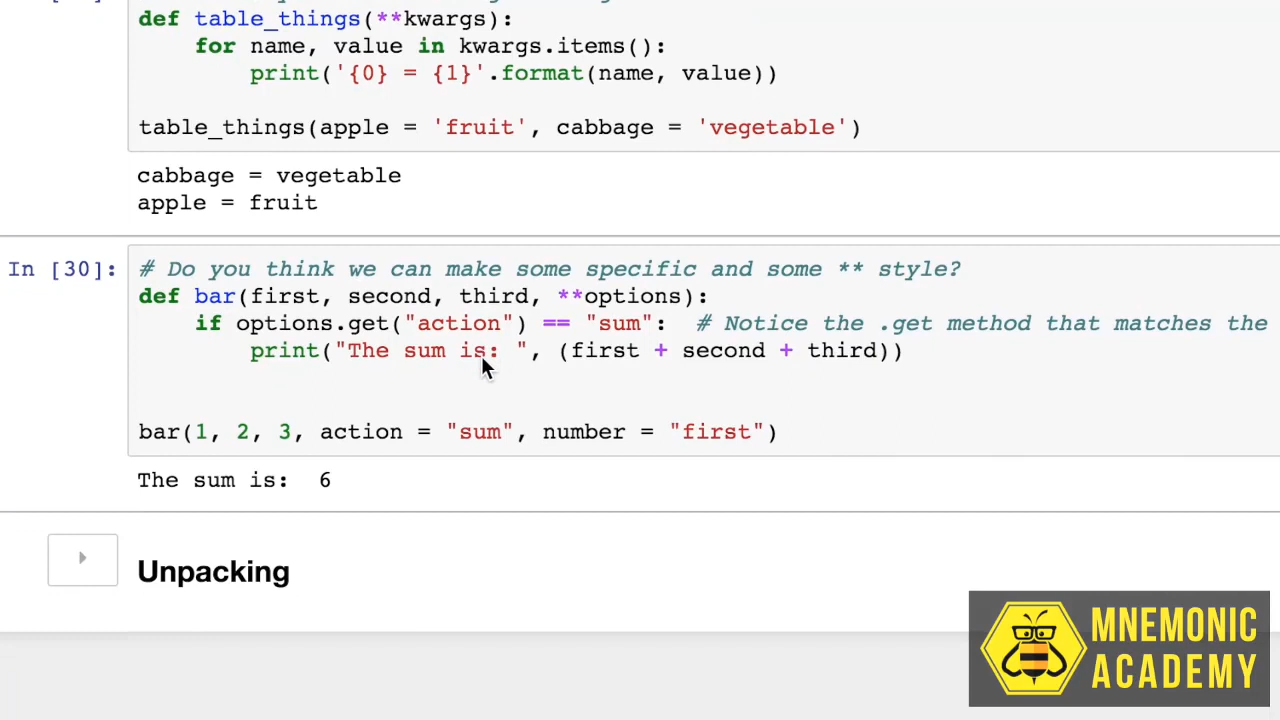 def table_things(**kwargs):
    for name, value in kwargs.items():
        print('{0} = {1}'.format(name, value))
table_things(apple = 'fruit', cabbage = 'vegetable')
cabbage = vegetable
apple = fruit
In [30]: # Do you think we can make some specific and some ** style?
def bar(first, second, third, **options):
    if options.get("action") == "sum":  # Notice the .get method that matches the
        print("The sum is: ", (first + second + third))
bar(1, 2, 3, action = "sum", number = "first")
The sum is:  6
Unpacking
MNEMONIC
ACADEMY